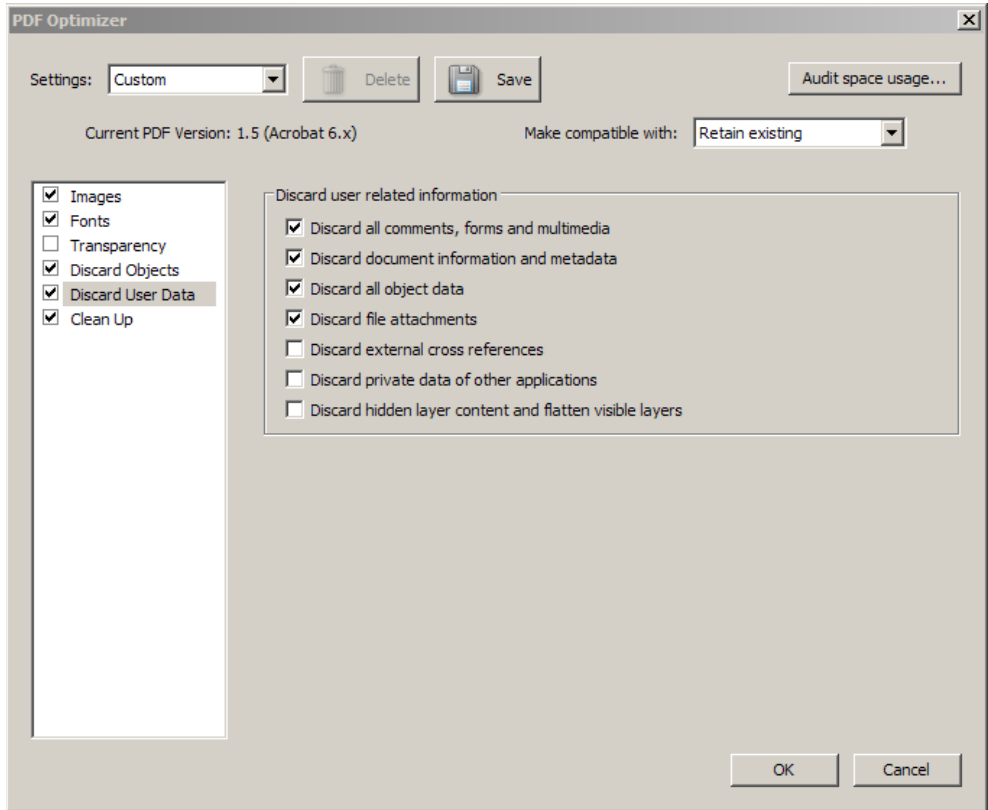 PDF Optimizer
Settings: Custom Delete Save Audit space usage...
Current PDF Version: 1.5 (Acrobat 6.x) Make compatible with: Retain existing
Images
Fonts
Transparency
Discard Objects
Discard User Data
Clean Up
Discard user related information
Discard all comments, forms and multimedia
Discard document information and metadata
Discard all object data
Discard file attachments
Discard external cross references
Discard private data of other applications
Discard hidden layer content and flatten visible layers
OK Cancel